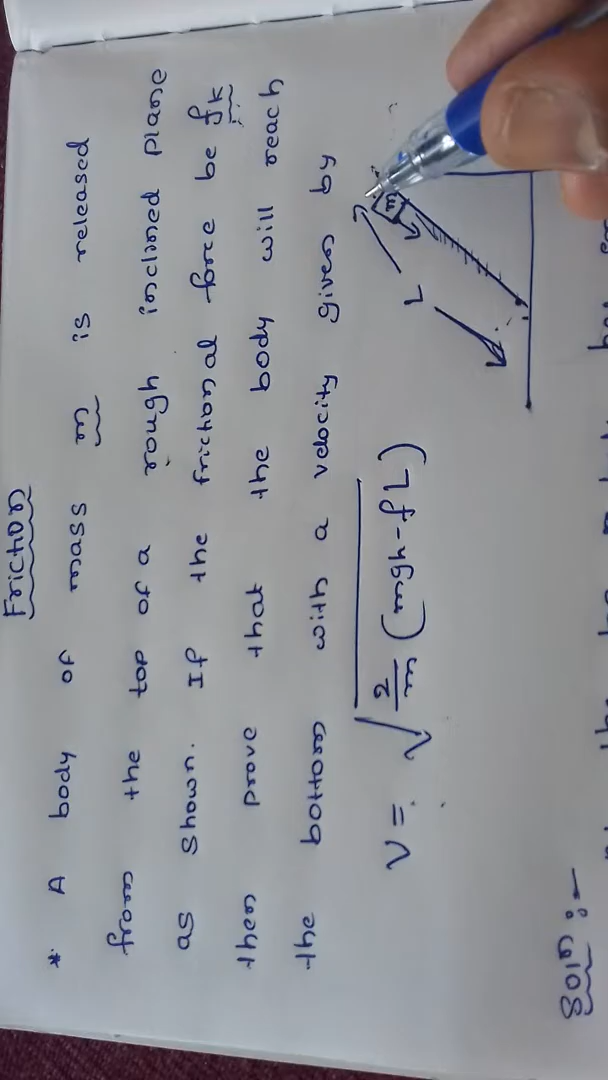 Friction
* A body of mass m is released
from the top of a rough inclined plane
as shown. If the frictional force be fk
then prove that the body will reach
the bottom with a velocity given by
V = √2/m (mgh - fL)
m
L
Soln :-